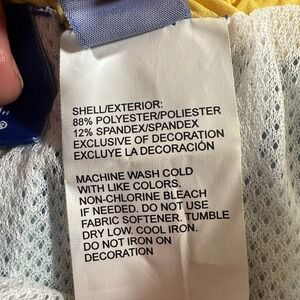 SHELL/EXTERIOR:
88% POLYESTER/POLIESTER
12% SPANDEX/SPANDEX
EXCLUSIVE OF DECORATION
EXCLUYE LA DECORACIÓN
MACHINE WASH COLD
WITH LIKE COLORS.
NON-CHLORINE BLEACH
IF NEEDED. DO NOT USE
FABRIC SOFTENER. TUMBLE
DRY LOW. COOL IRON.
DO NOT IRON ON
DECORATION